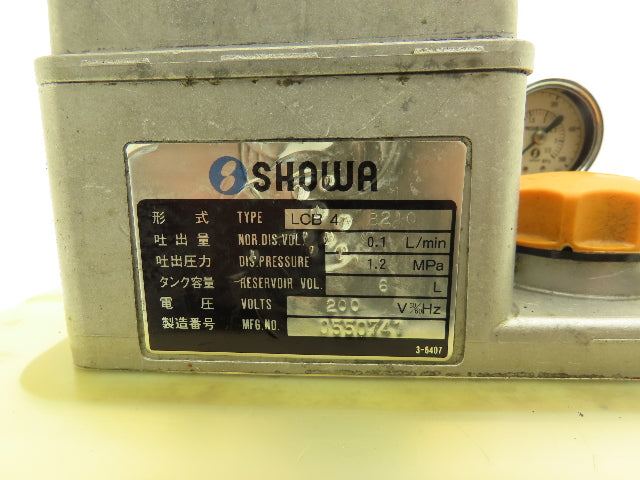 SHOWA
形式 TYPE LCB 4
吐出量 NOR.DIS.VOL. 0.1 L/min
吐出圧力 DIS.PRESSURE 1.2 MPa
タンク容量 RESERVOIR VOL. 6 L
電圧 VOLTS 200 V 50/60 Hz
製造番号 MFG.NO.
3-6407